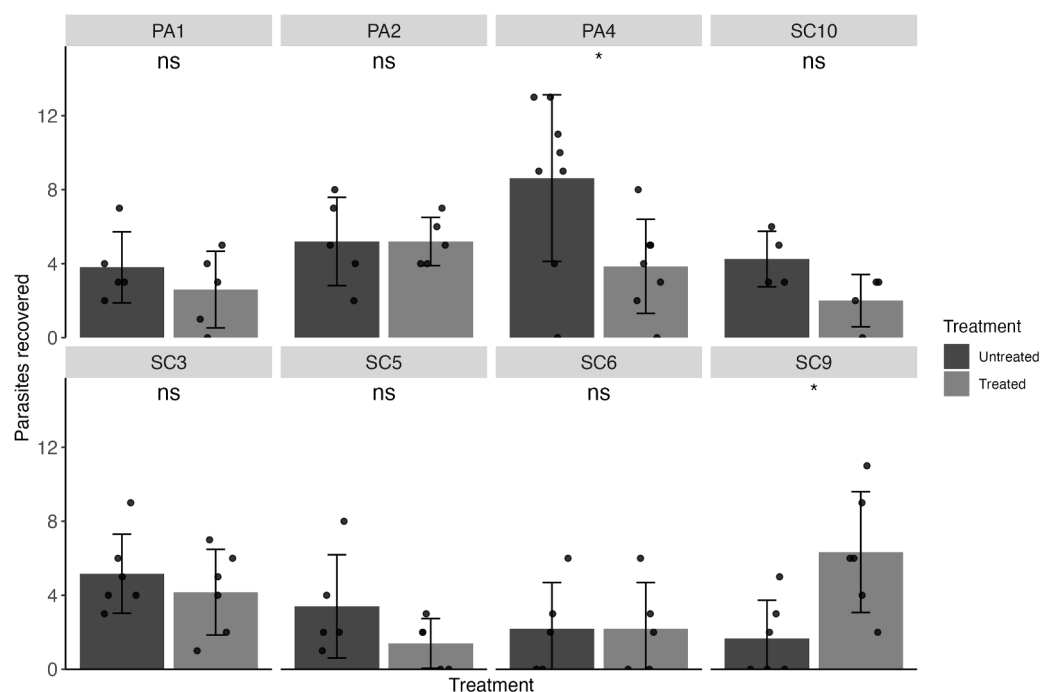 PA1 PA2 PA4 SC10
ns ns * ns
12
8
4
0
SC3 SC5 SC6 SC9
ns ns ns *
12
8
4
0
Parasites recovered
Treatment
Treatment
Untreated
Treated